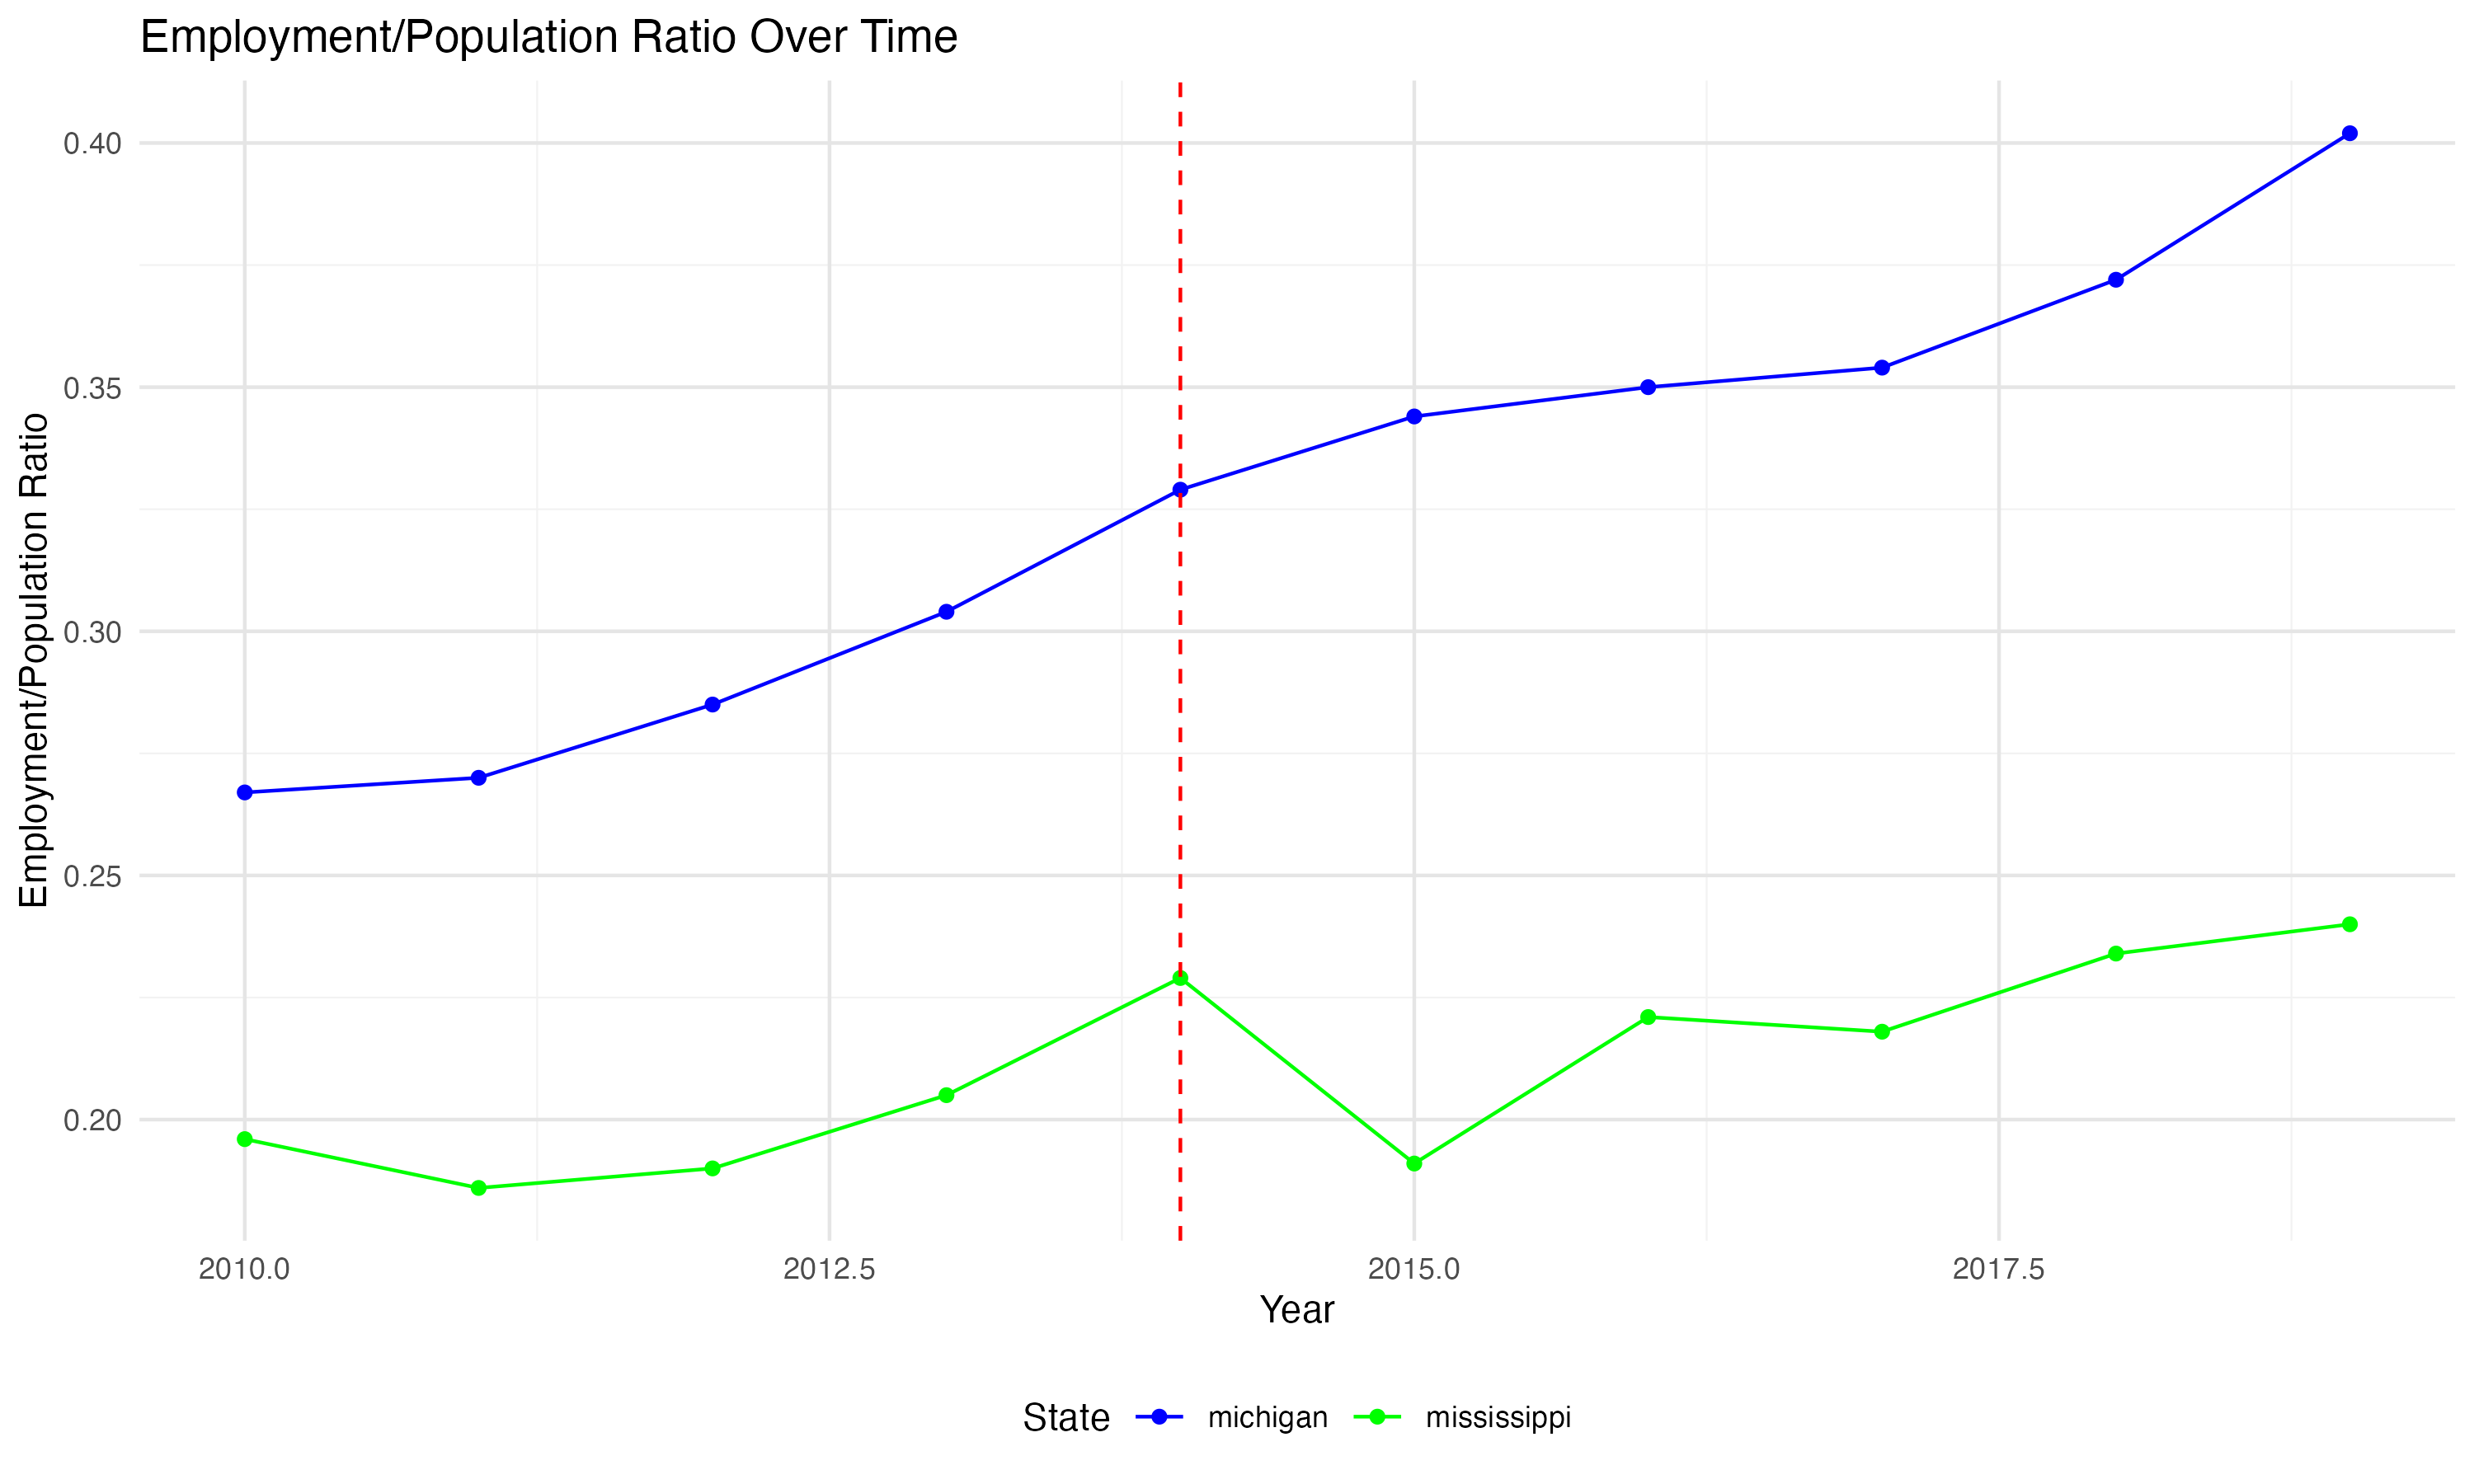 Employment/Population Ratio Over Time
Employment/Population Ratio
0.40
0.35
0.30
0.25
0.20
2010.0 2012.5 2015.0 2017.5
Year
State michigan mississippi